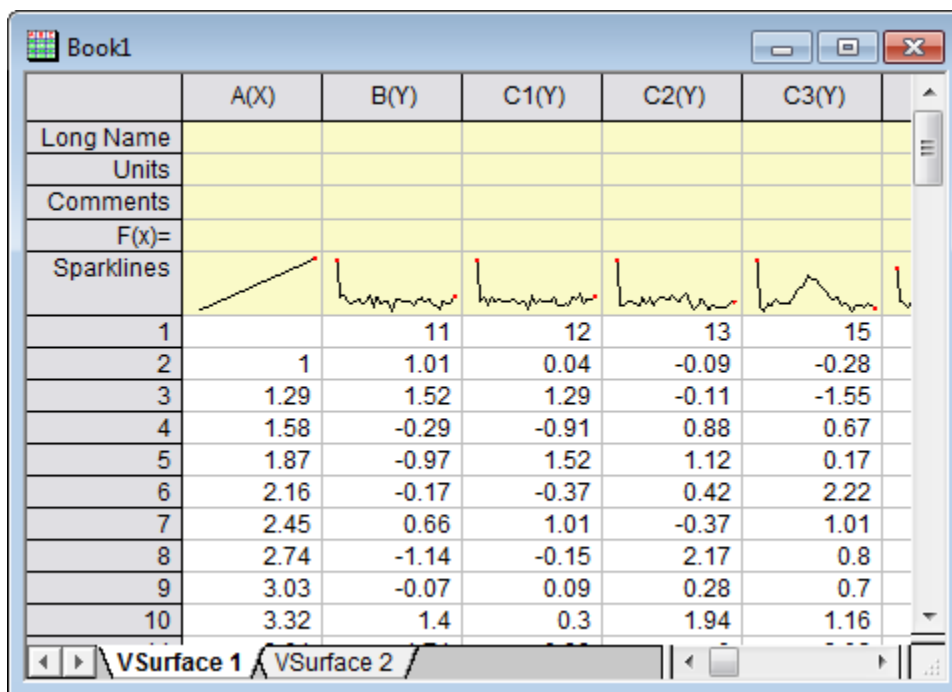 Book1
A(X) B(Y) C1(Y) C2(Y) C3(Y)
Long Name
Units
Comments
F(x)=
Sparklines
1 11 12 13 15
2 1 1.01 0.04 -0.09 -0.28
3 1.29 1.52 1.29 -0.11 -1.55
4 1.58 -0.29 -0.91 0.88 0.67
5 1.87 -0.97 1.52 1.12 0.17
6 2.16 -0.17 -0.37 0.42 2.22
7 2.45 0.66 1.01 -0.37 1.01
8 2.74 -1.14 -0.15 2.17 0.8
9 3.03 -0.07 0.09 0.28 0.7
10 3.32 1.4 0.3 1.94 1.16
VSurface 1 VSurface 2